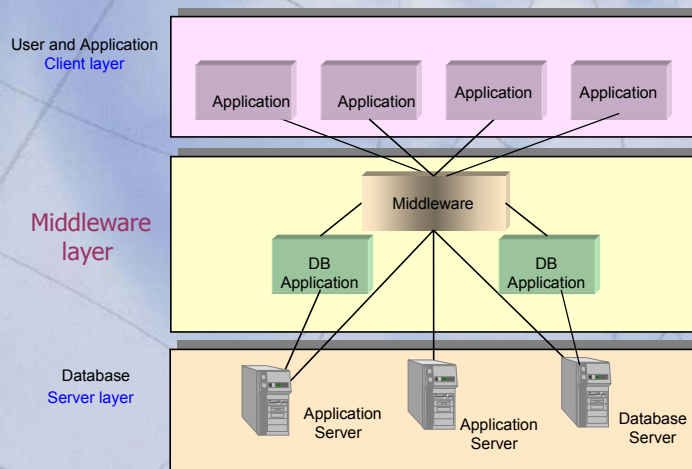 User and Application
Client layer
Application
Application
Application
Application
Middleware
layer
Middleware
DB
Application
DB
Application
Database
Server layer
Application
Server
Application
Server
Database
Server